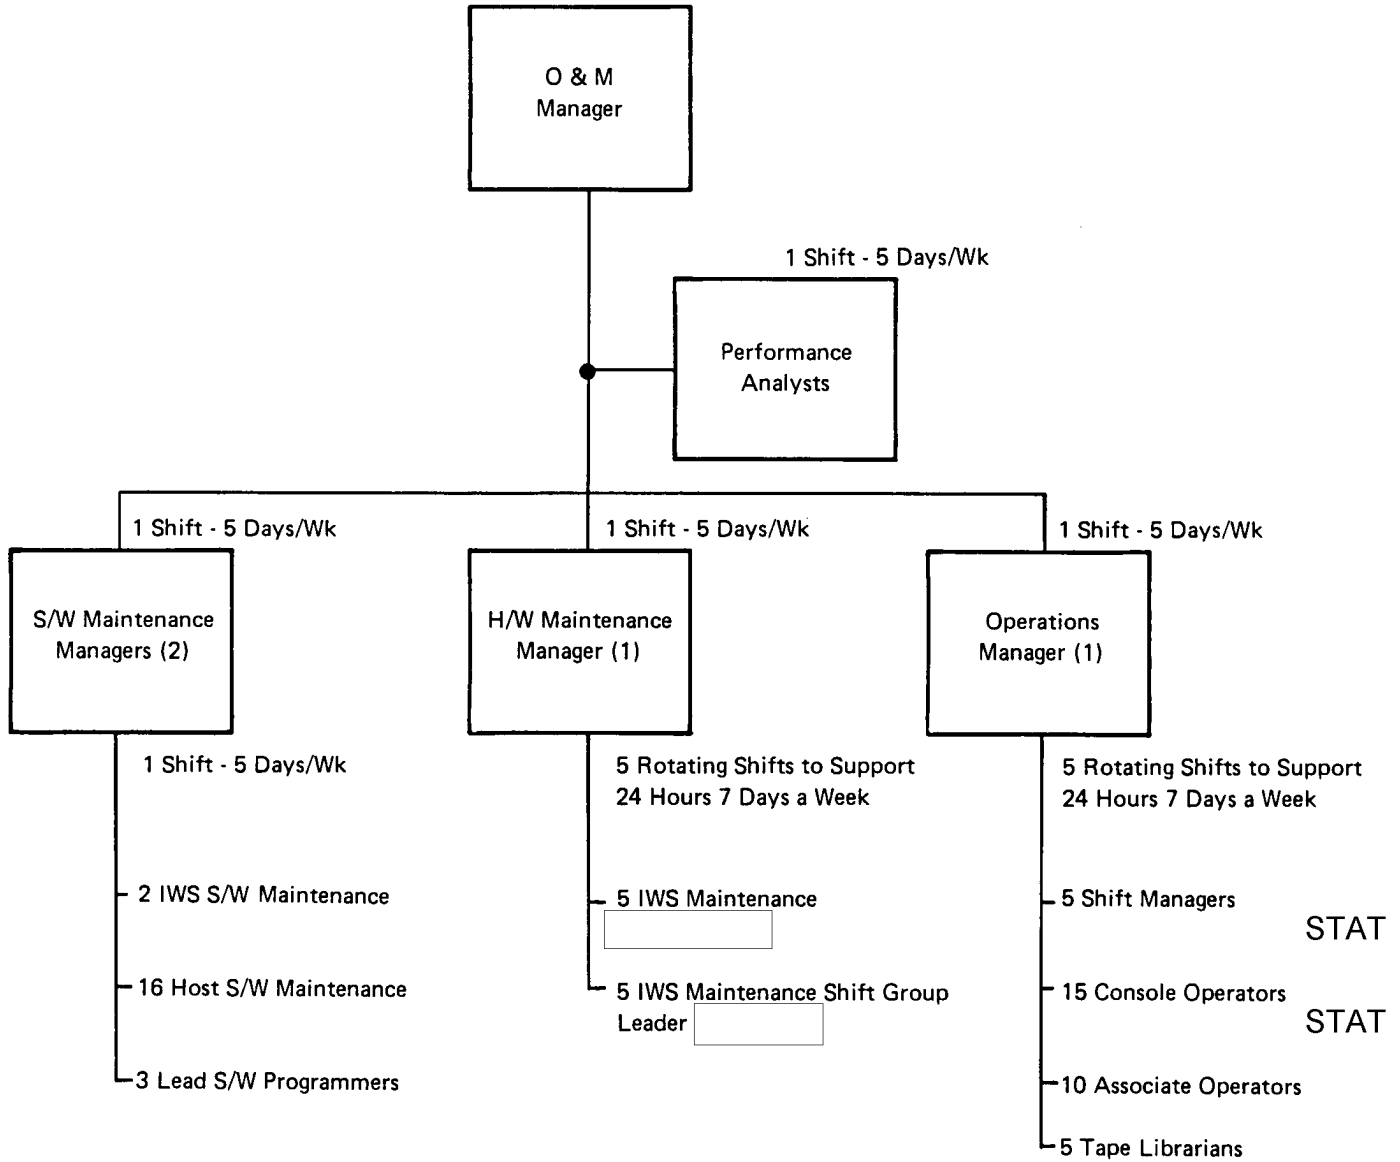 O & M
Manager
1 Shift - 5 Days/Wk
Performance
Analysts
1 Shift - 5 Days/Wk
S/W Maintenance
Managers (2)
1 Shift - 5 Days/Wk
2 IWS S/W Maintenance
16 Host S/W Maintenance
3 Lead S/W Programmers
1 Shift - 5 Days/Wk
H/W Maintenance
Manager (1)
5 Rotating Shifts to Support
24 Hours 7 Days a Week
5 IWS Maintenance
5 IWS Maintenance Shift Group
Leader
1 Shift - 5 Days/Wk
Operations
Manager (1)
5 Rotating Shifts to Support
24 Hours 7 Days a Week
5 Shift Managers
STAT
15 Console Operators
STAT
10 Associate Operators
5 Tape Librarians